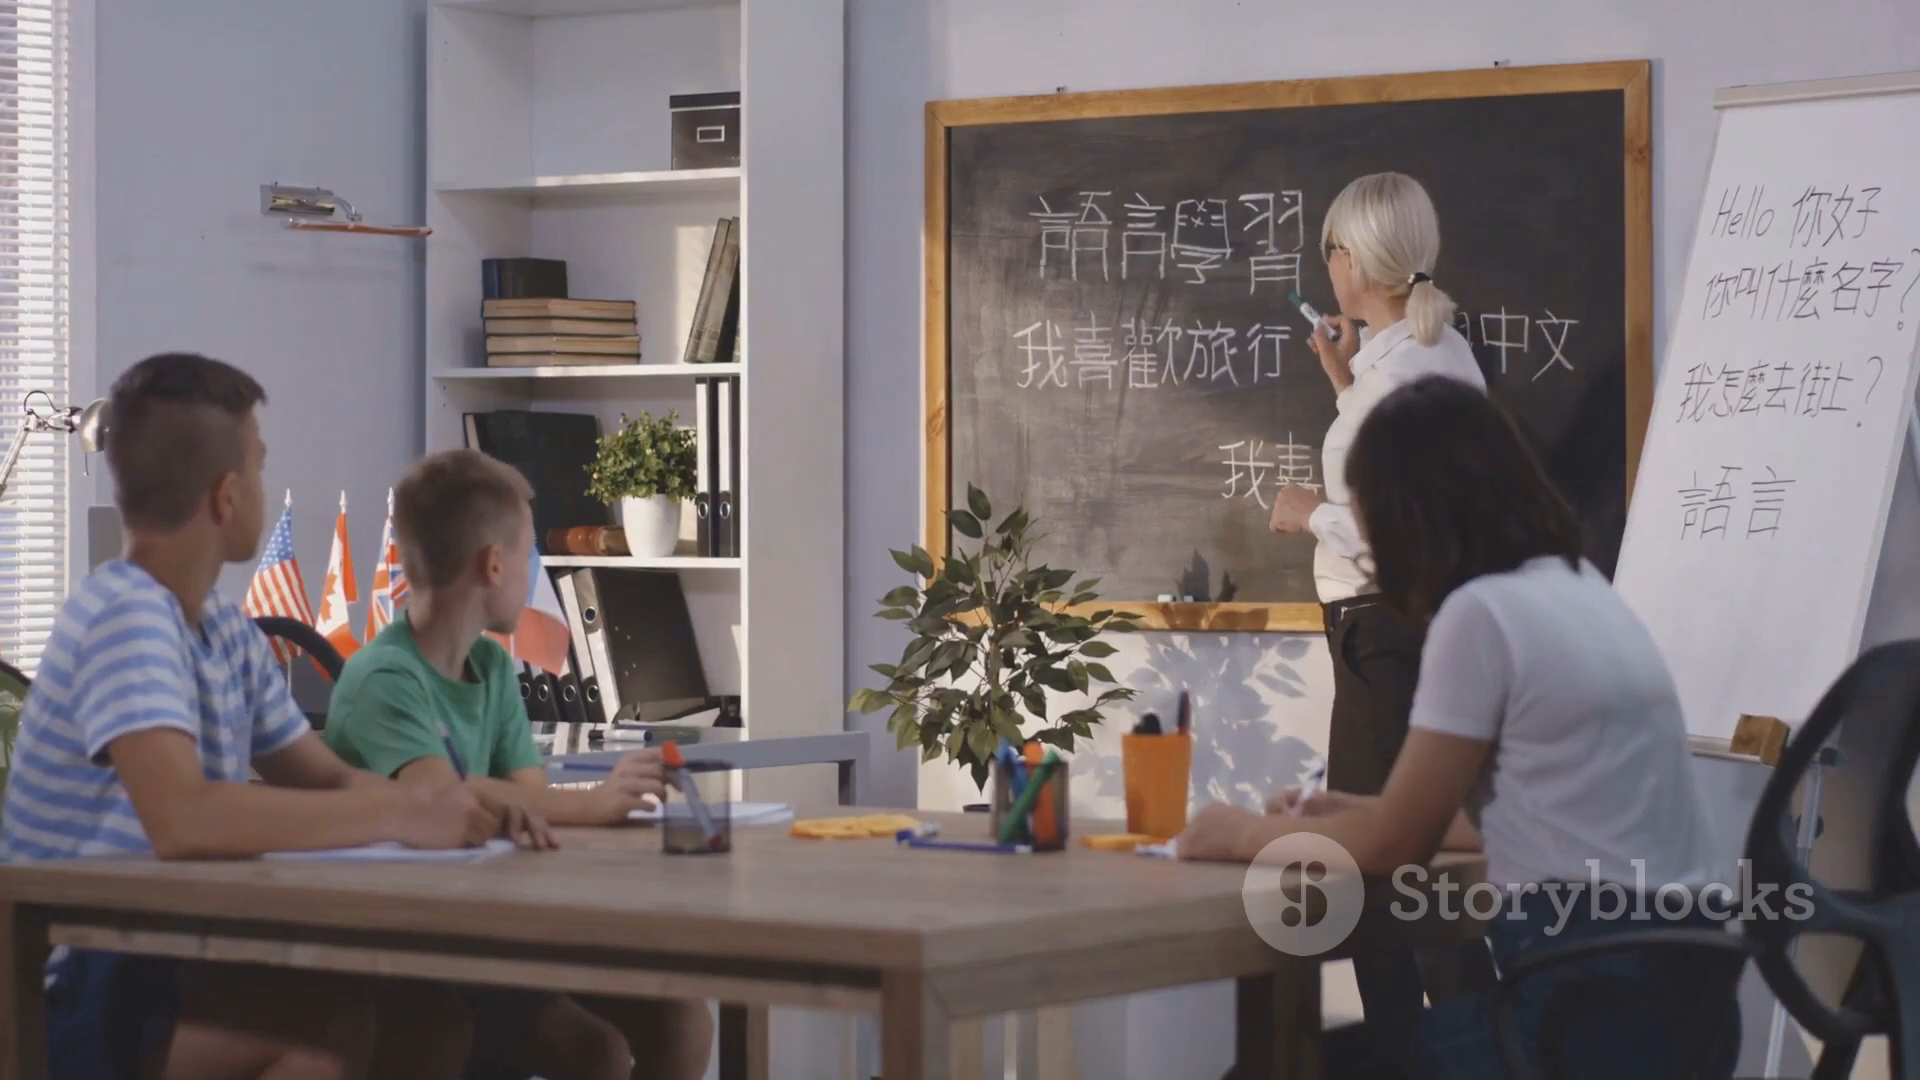 語言學習
我喜歡旅行
中文
我喜
Hello 你好
你叫什麼名字?
我怎麼去街上?
語言
Storyblocks